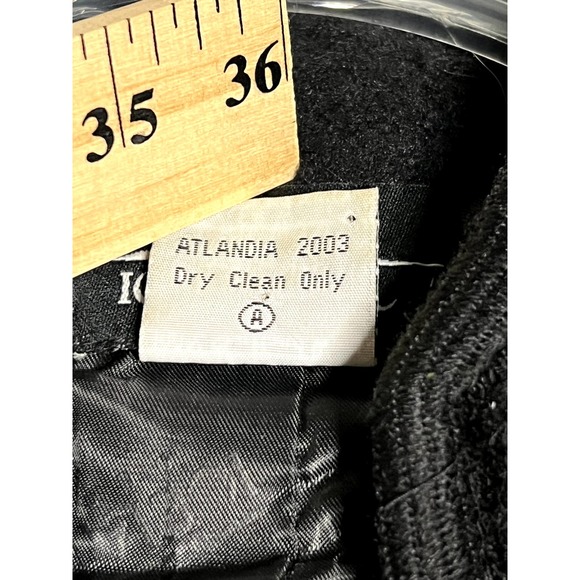 35 36
ATLANDIA 2003
Dry Clean Only
A